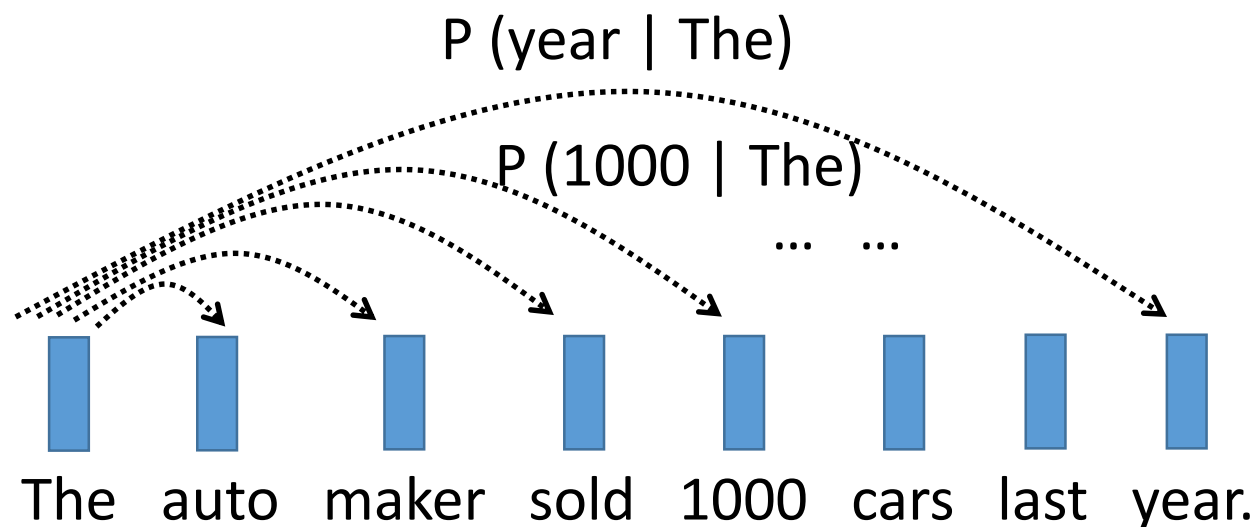 P (year | The)
P (1000 | The)
... ...
The auto maker sold 1000 cars last year.